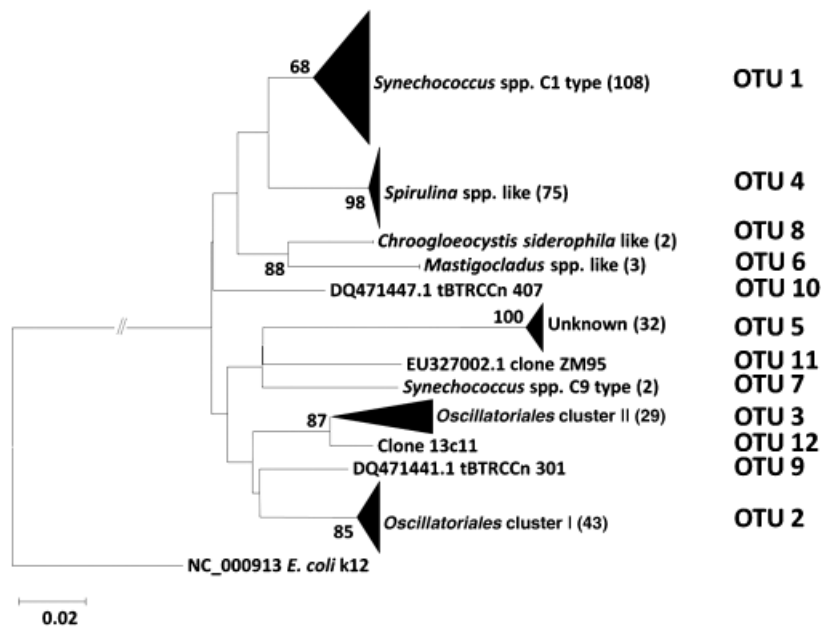 68
Synechococcus spp. C1 type (108) OTU 1
98
Spirulina spp. like (75) OTU 4
Chroogloeocystis siderophila like (2) OTU 8
88
Mastigocladus spp. like (3) OTU 6
DQ471447.1 tBTRCCn 407 OTU 10
//
100
Unknown (32) OTU 5
EU327002.1 clone ZM95 OTU 11
Synechococcus spp. C9 type (2) OTU 7
87
Oscillatoriales cluster II (29) OTU 3
Clone 13c11 OTU 12
DQ471441.1 tBTRCCn 301 OTU 9
85
Oscillatoriales cluster I (43) OTU 2
NC_000913 E. coli k12
0.02